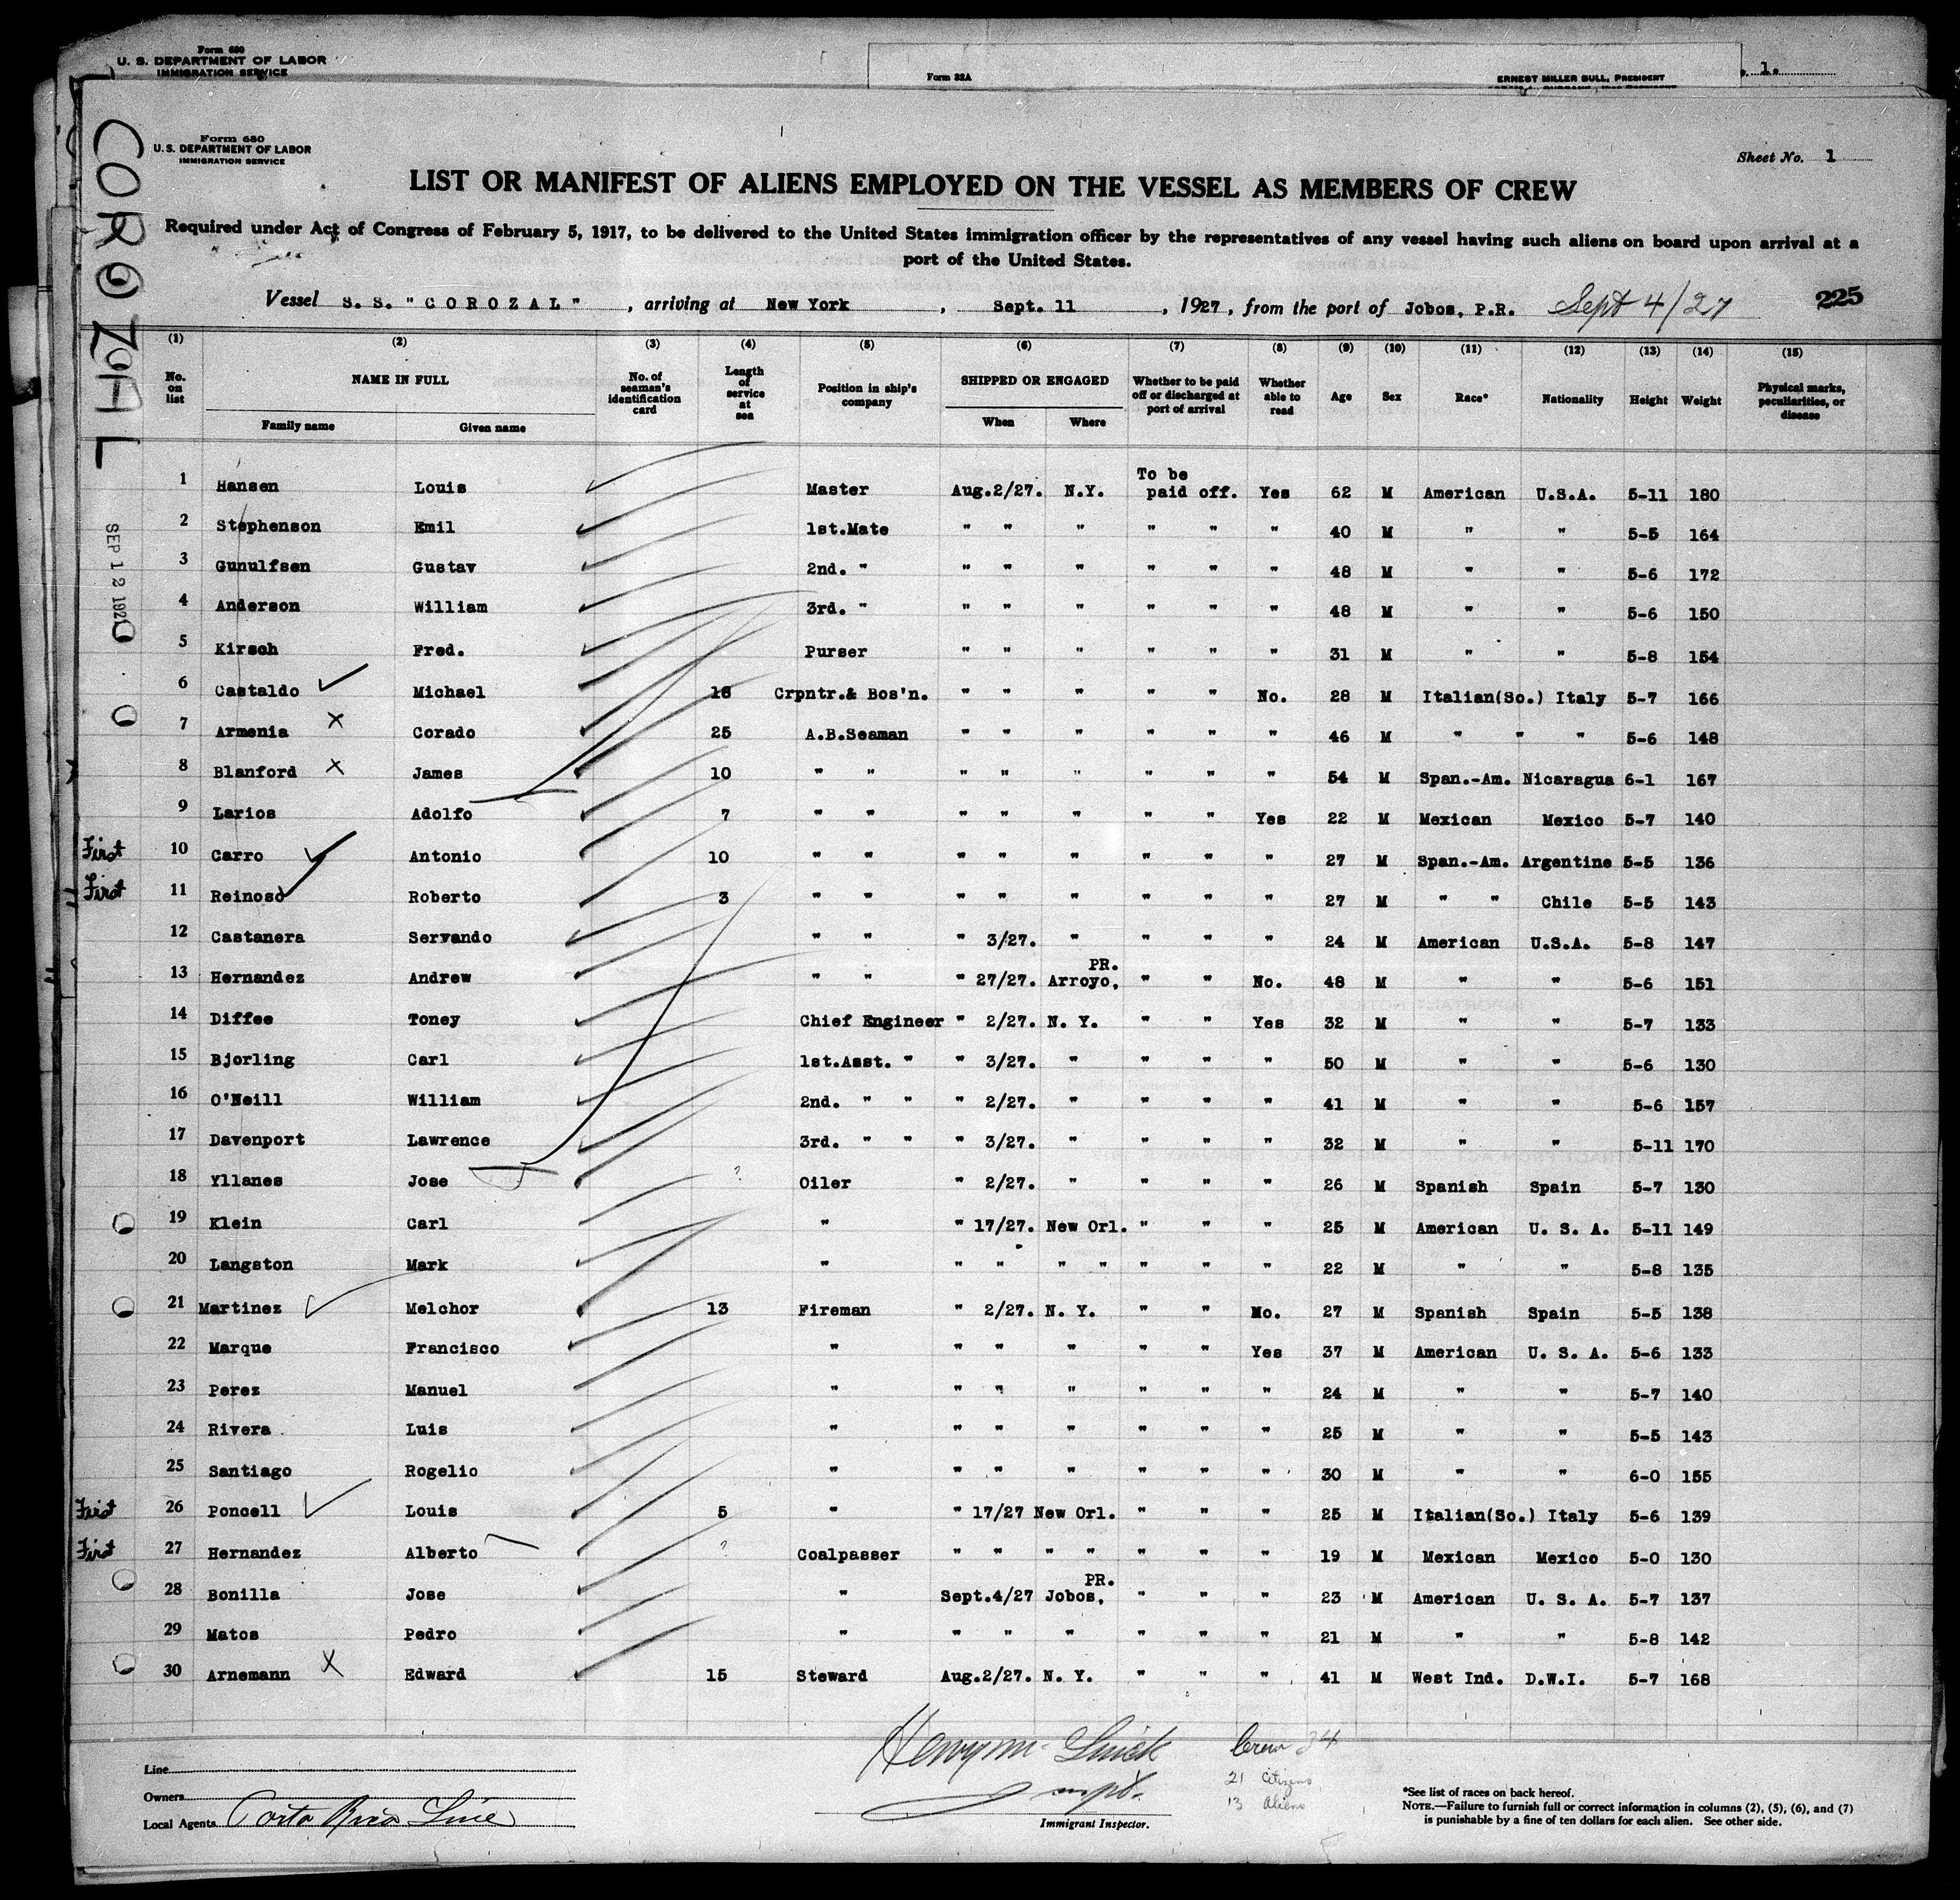 Form 680
U. S. DEPARTMENT OF LABOR
IMMIGRATION SERVICE
Form 32A
ERNEST MILLER BULL, PRESIDENT
1.
COROZAL
SEP 12 192
Form 680
U. S. DEPARTMENT OF LABOR
IMMIGRATION SERVICE
Sheet No. 1
LIST OR MANIFEST OF ALIENS EMPLOYED ON THE VESSEL AS MEMBERS OF CREW
Required under Act of Congress of February 5, 1917, to be delivered to the United States immigration officer by the representatives of any vessel having such aliens on board upon arrival at a
port of the United States.
Vessel S. S. "COROZAL", arriving at New York, Sept. 11, 1927, from the port of Jobos, P.R. Sept 4/27 225
(1) (2) (3) (4) (5) (6) (7) (8) (9) (10) (11) (12) (13) (14) (15)
No. on list NAME IN FULL Family name Given name No. of seaman's identification card Length of service at sea Position in ship's company SHIPPED OR ENGAGED When Where Whether to be paid off or discharged at port of arrival Whether able to read Age Sex Race* Nationality Height Weight Physical marks, peculiarities, or disease
1 Hansen Louis Master Aug.2/27. N.Y. To be paid off. Yes 62 M American U.S.A. 5-11 180
2 Stephenson Emil 1st.Mate " " " " " " 40 M " " 5-5 164
3 Gunulfsen Gustav 2nd. " " " " " " " 48 M " " 5-6 172
4 Anderson William 3rd. " " " " " " " 48 M " " 5-6 150
5 Kirsch Fred. Purser " " " " " " 31 M " " 5-8 154
6 Castaldo Michael 18 Crpntr.& Bos'n. " " " " " No. 28 M Italian(So.) Italy 5-7 166
7 Armenia X Corado 25 A.B.Seaman " " " " " " 46 M " " " 5-6 148
8 Blanford X James 10 " " " " " " " " 54 M Span.-Am. Nicaragua 6-1 167
9 Larios Adolfo 7 " " " " " " " Yes 22 M Mexican Mexico 5-7 140
First 10 Carro Antonio 10 " " " " " " " " 27 M Span.-Am. Argentine 5-5 136
First 11 Reinoso Roberto 3 " " " " " " " " 27 M " " Chile 5-5 143
12 Castanera Servando " " " 3/27. " " " " 24 M American U.S.A. 5-8 147
13 Hernandez Andrew " " " 27/27. Arroyo, PR. " " No. 48 M " " 5-6 151
14 Diffee Toney Chief Engineer " 2/27. N. Y. " " Yes 32 M " " 5-7 133
15 Bjorling Carl 1st.Asst. " " 3/27. " " " " 50 M " " 5-6 130
16 O'Neill William 2nd. " " " 2/27. " " " " 41 M " " 5-6 157
17 Davenport Lawrence 3rd. " " " 3/27. " " " " 32 M " " 5-11 170
18 Yllanes Jose ? Oiler " 2/27. " " " " 26 M Spanish Spain 5-7 130
19 Klein Carl " " 17/27. New Orl. " " " 25 M American U. S. A. 5-11 149
20 Langston Mark " " " " " " " " 22 M " " 5-8 135
21 Martinez Melchor 13 Fireman " 2/27. N. Y. " " No. 27 M Spanish Spain 5-5 138
22 Marque Francisco " " " " " " Yes 37 M American U. S. A. 5-6 133
23 Perez Manuel " " " " " " " 24 M " " 5-7 140
24 Rivera Luis " " " " " " " 25 M " " 5-5 143
25 Santiago Rogelio " " " " " " " 30 M " " 6-0 155
First 26 Poncell Louis 5 " " 17/27 New Orl. " " " 25 M Italian(So.) Italy 5-6 139
First 27 Hernandez Alberto ? Coalpasser " " " " " " " 19 M Mexican Mexico 5-0 130
28 Bonilla Jose " Sept.4/27 Jobos, PR. " " " 23 M American U. S. A. 5-7 137
29 Matos Pedro " " " " " " " 21 M " " 5-8 142
30 Arnemann X Edward 15 Steward Aug.2/27. N. Y. " " " 41 M West Ind. D.W.I. 5-7 168
Crew 34
21 Citizens
13 Aliens
Line
Owners
Local Agents Porto Rico Line
Immigrant Inspector.
*See list of races on back hereof.
NOTE.—Failure to furnish full or correct information in columns (2), (5), (6), and (7)
is punishable by a fine of ten dollars for each alien. See other side.